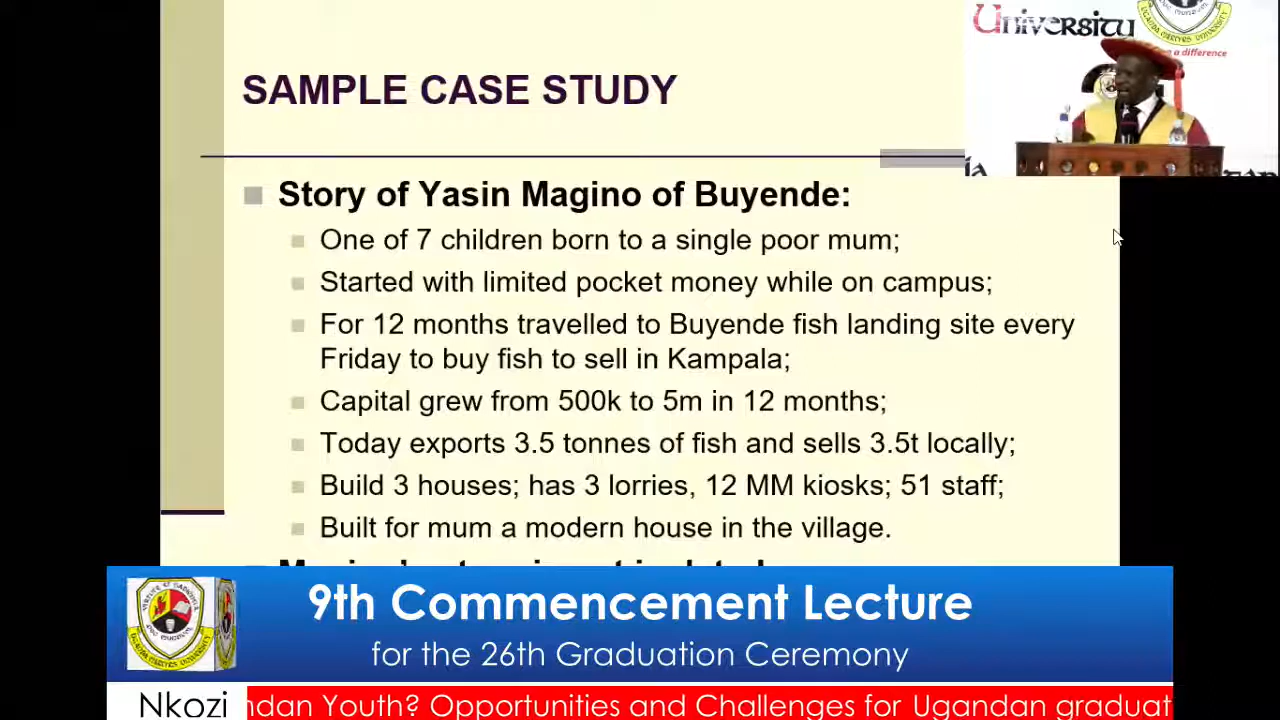 University
a difference
SAMPLE CASE STUDY
Story of Yasin Magino of Buyende:
One of 7 children born to a single poor mum;
Started with limited pocket money while on campus;
For 12 months travelled to Buyende fish landing site every
Friday to buy fish to sell in Kampala;
Capital grew from 500k to 5m in 12 months;
Today exports 3.5 tonnes of fish and sells 3.5t locally;
Build 3 houses; has 3 lorries, 12 MM kiosks; 51 staff;
Built for mum a modern house in the village.
9th Commencement Lecture
for the 26th Graduation Ceremony
Nkozi
ndan Youth? Opportunities and Challenges for Ugandan graduat